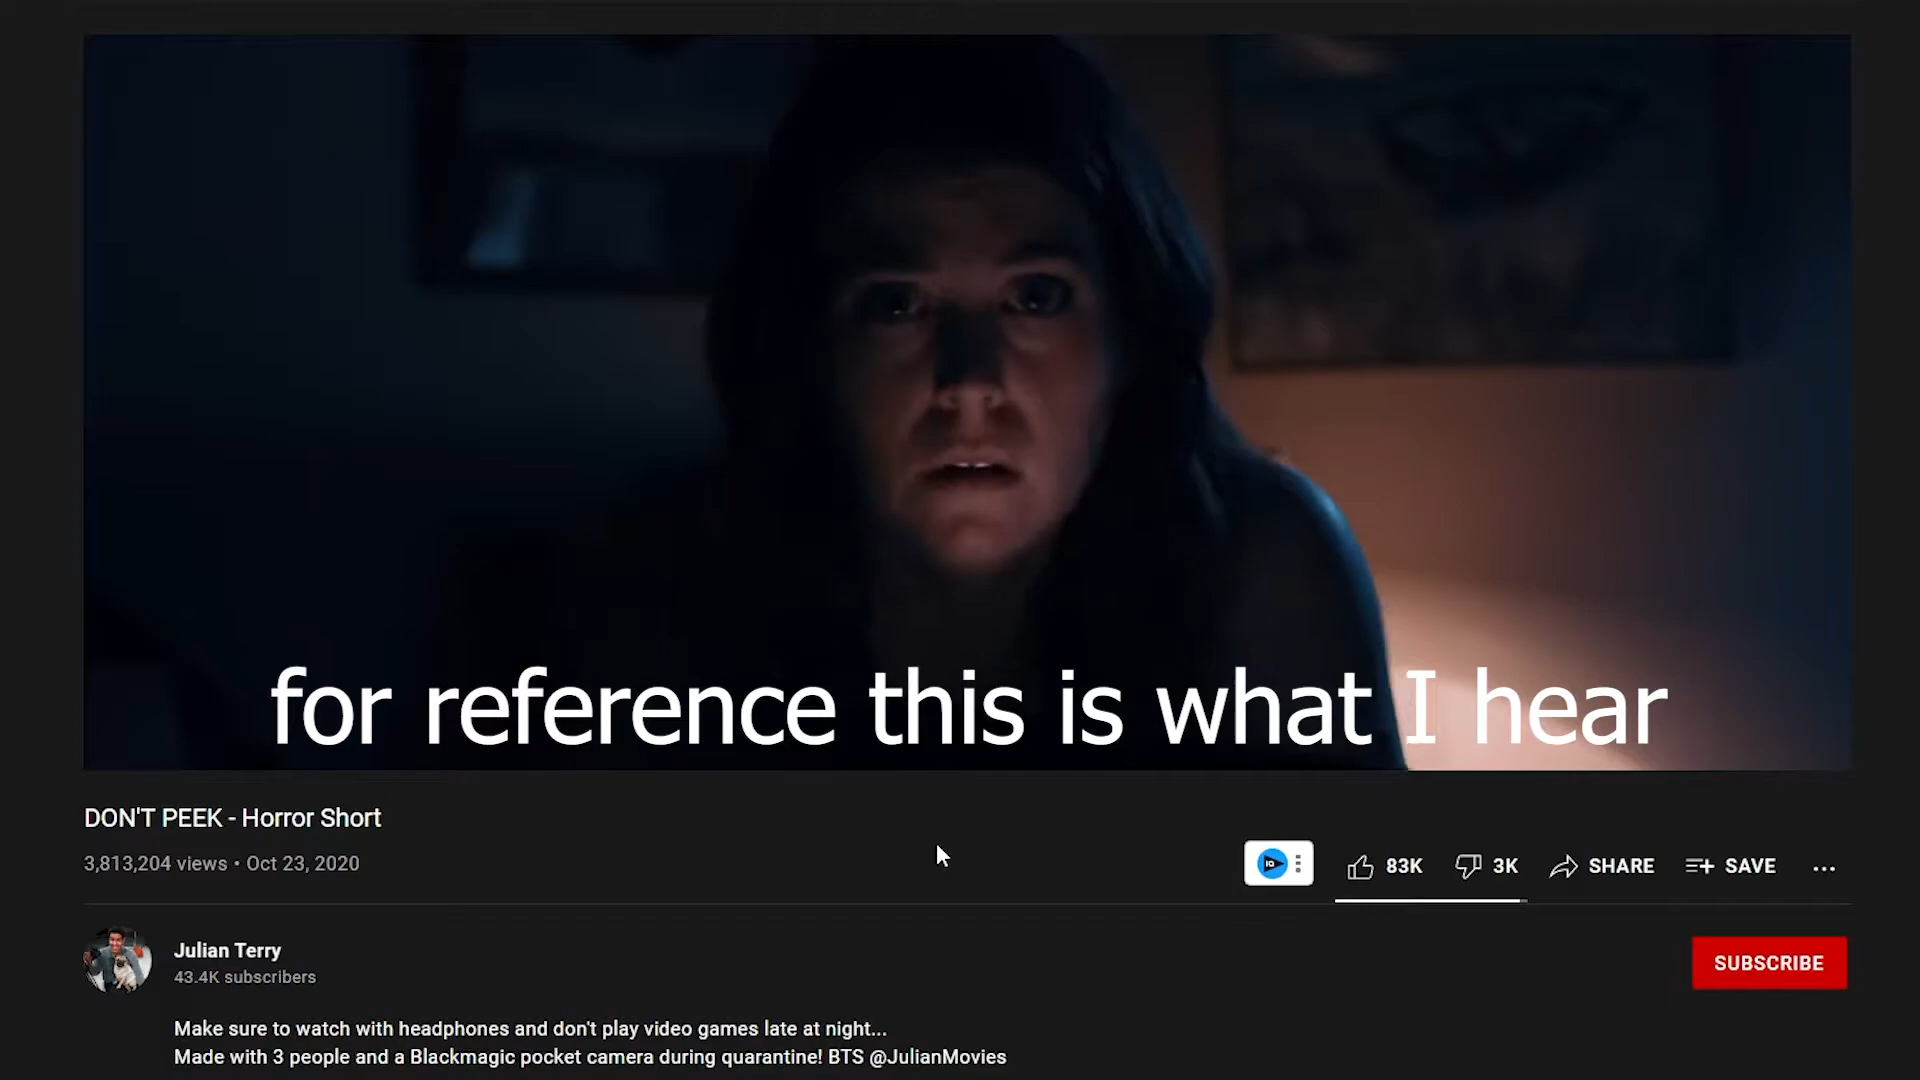 for reference this is what I hear
DON'T PEEK - Horror Short
3,813,204 views • Oct 23, 2020
83K 3K SHARE SAVE ...
Julian Terry
43.4K subscribers
SUBSCRIBE
Make sure to watch with headphones and don't play video games late at night...
Made with 3 people and a Blackmagic pocket camera during quarantine! BTS @JulianMovies